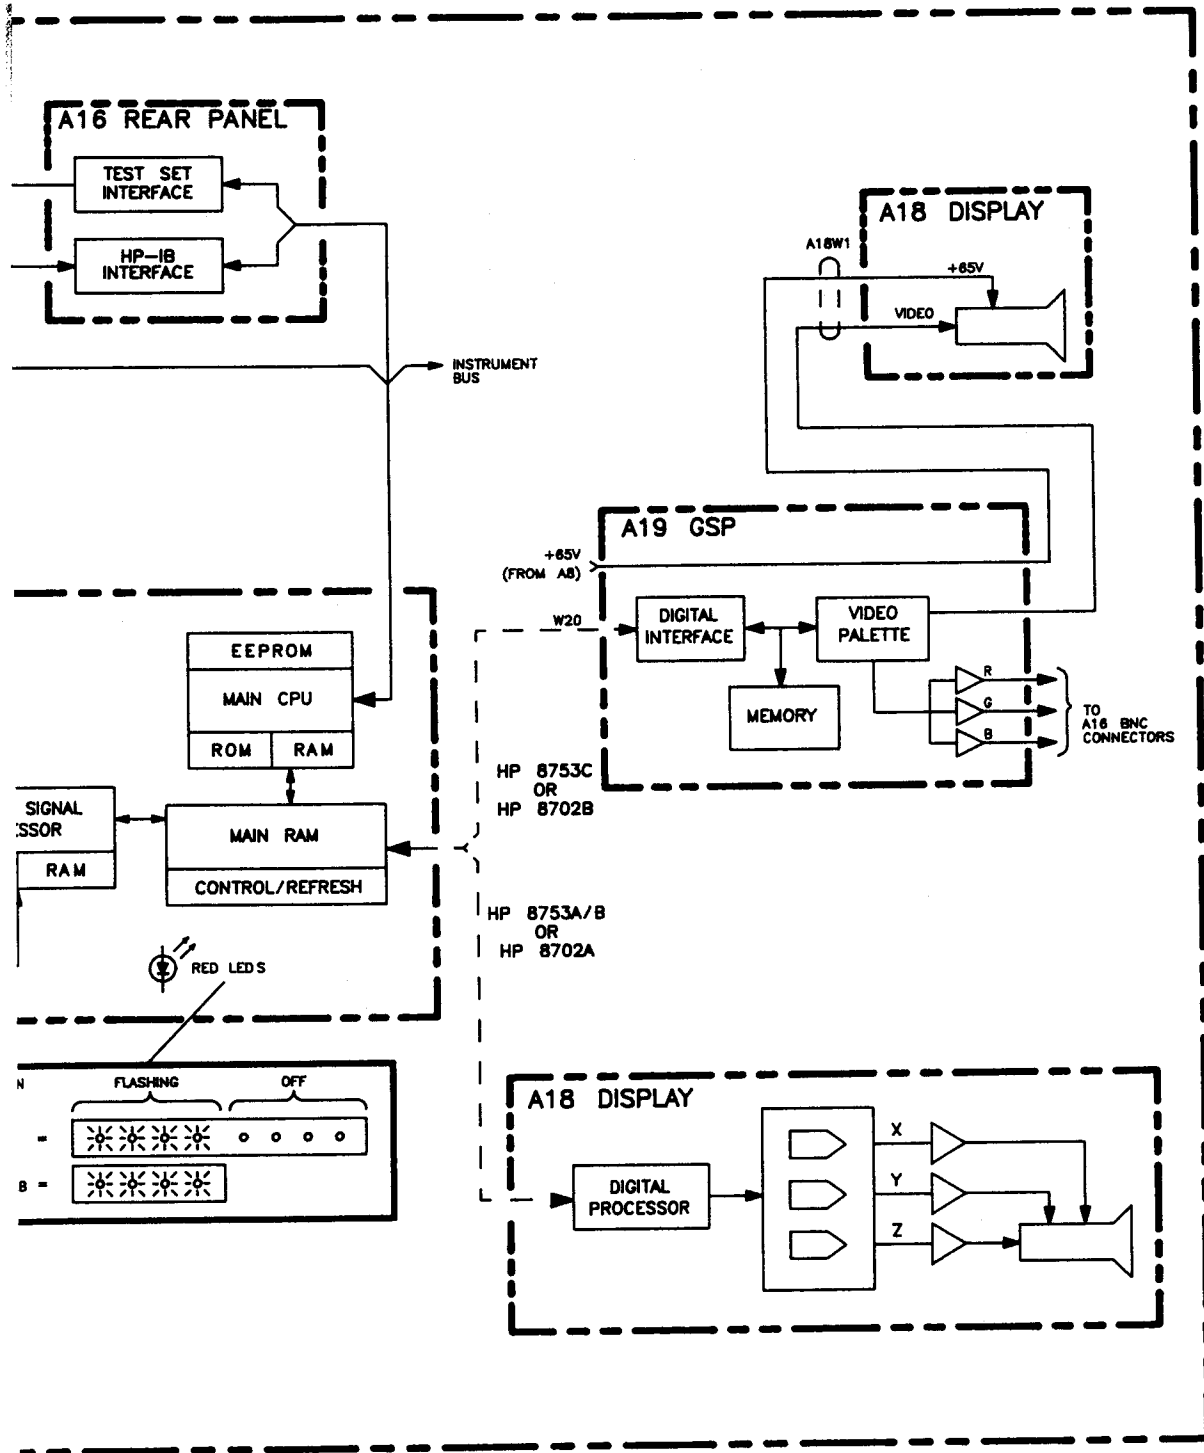 A16 REAR PANEL
TEST SET
INTERFACE
HP-IB
INTERFACE
INSTRUMENT
BUS
A18 DISPLAY
A18W1
+65V
VIDEO
A19 GSP
+65V
(FROM A8)
W20
DIGITAL
INTERFACE
VIDEO
PALETTE
MEMORY
R
G
B
TO
A16 BNC
CONNECTORS
EEPROM
MAIN CPU
ROM
RAM
SIGNAL
SSOR
RAM
MAIN RAM
CONTROL/REFRESH
HP 8753C
OR
HP 8702B
HP 8753A/B
OR
HP 8702A
RED LEDS
N
FLASHING
OFF
=
B =
A18 DISPLAY
DIGITAL
PROCESSOR
X
Y
Z